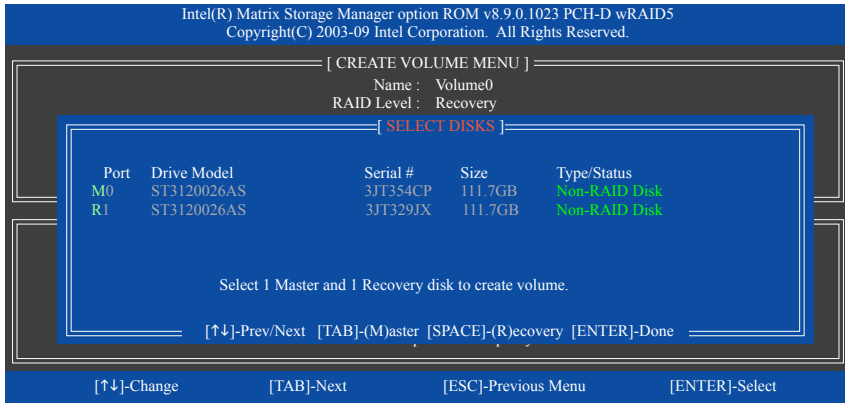 Intel(R) Matrix Storage Manager option ROM v8.9.0.1023 PCH-D wRAID5
Copyright(C) 2003-09 Intel Corporation.  All Rights Reserved.
[ CREATE VOLUME MENU ]
Name :   Volume0
RAID Level :   Recovery
[ SELECT DISKS ]
Port   Drive Model   Serial #   Size   Type/Status
M0   ST3120026AS   3JT354CP   111.7GB   Non-RAID Disk
R1   ST3120026AS   3JT329JX   111.7GB   Non-RAID Disk
Select 1 Master and 1 Recovery disk to create volume.
[↑↓]-Prev/Next   [TAB]-(M)aster  [SPACE]-(R)ecovery  [ENTER]-Done
[↑↓]-Change   [TAB]-Next   [ESC]-Previous Menu   [ENTER]-Select